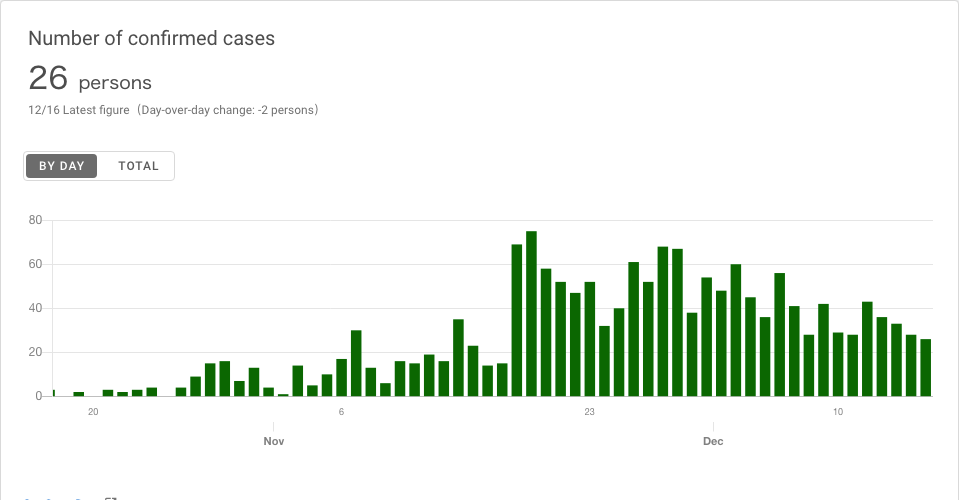 Number of confirmed cases
26 persons
12/16 Latest figure（Day-over-day change: -2 persons）
BY DAY TOTAL
80
60
40
20
0
20 6 23 10
Nov Dec